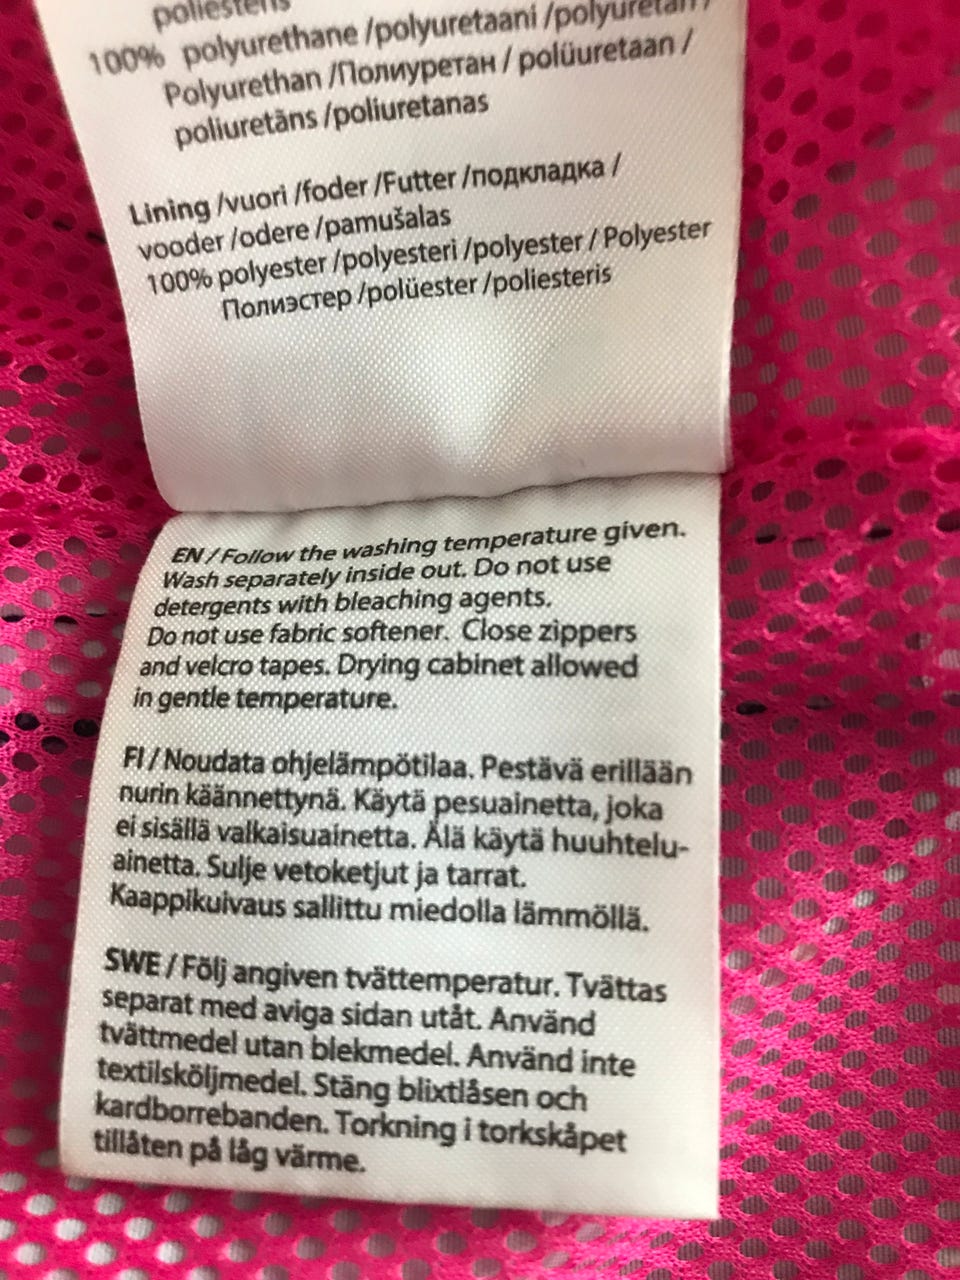 poliesteris
100% polyurethane /polyuretaani /polyuretan /
Polyurethan /Полиуретан / polüuretaan /
poliuretāns /poliuretanas
Lining /vuori /foder /Futter /подкладка /
vooder /odere /pamušalas
100% polyester /polyesteri /polyester / Polyester
Полиэстер /polüester /poliesteris
EN / Follow the washing temperature given.
Wash separately inside out. Do not use
detergents with bleaching agents.
Do not use fabric softener. Close zippers
and velcro tapes. Drying cabinet allowed
in gentle temperature.
FI / Noudata ohjelämpötilaa. Pestävä erillään
nurin käännettynä. Käytä pesuainetta, joka
ei sisällä valkaisuainetta. Älä käytä huuhtelu-
ainetta. Sulje vetoketjut ja tarrat.
Kaappikuivaus sallittu miedolla lämmöllä.
SWE / Följ angiven tvättemperatur. Tvättas
separat med aviga sidan utåt. Använd
tvättmedel utan blekmedel. Använd inte
textilsköljmedel. Stäng blixtlåsen och
kardborrebanden. Torkning i torkskåpet
tillåten på låg värme.